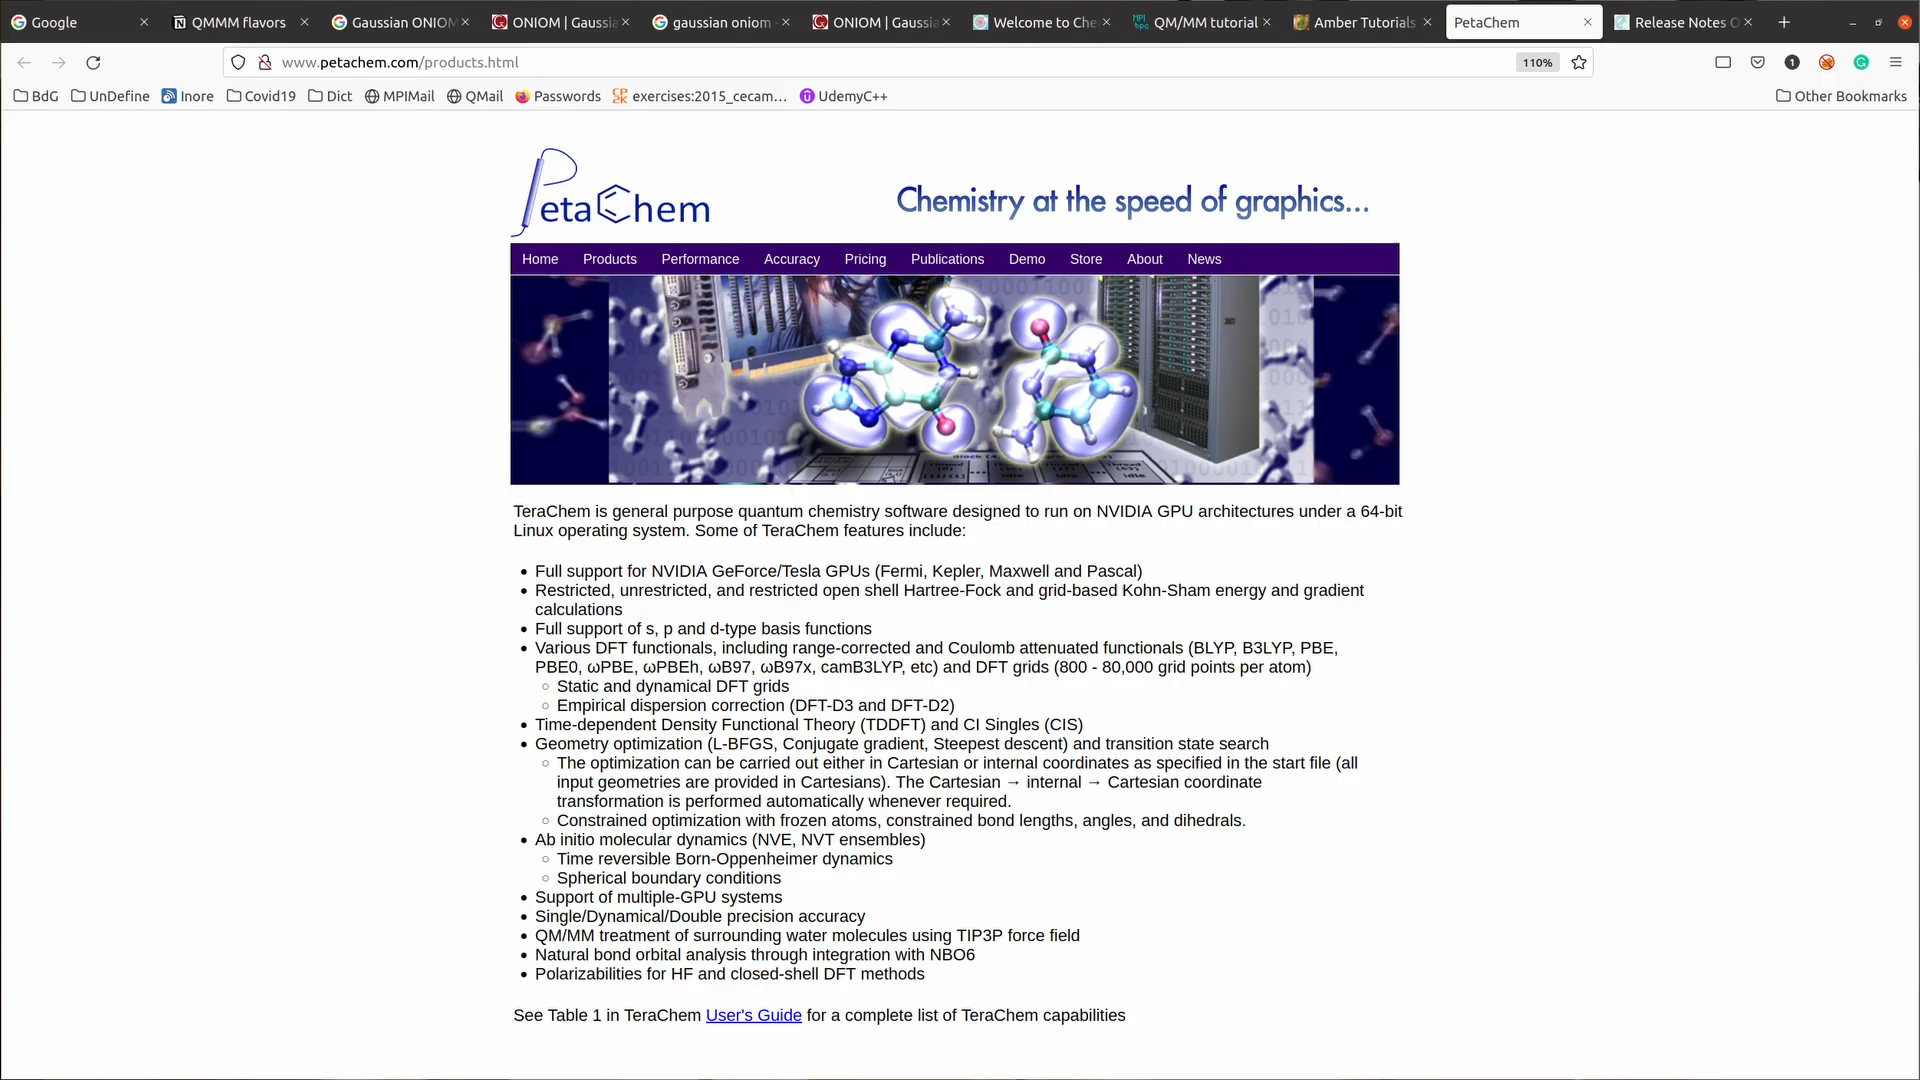 Google
QMMM flavors
Gaussian ONIOM
ONIOM | Gaussia
gaussian oniom
ONIOM | Gaussia
Welcome to Che
QM/MM tutorial
Amber Tutorials
PetaChem
Release Notes
www.petachem.com/products.html
110%
BdG
UnDefine
Inore
Covid19
Dict
MPIMail
QMail
Passwords
exercises:2015_cecam…
UdemyC++
Other Bookmarks
PetaChem
Chemistry at the speed of graphics...
Home Products Performance Accuracy Pricing Publications Demo Store About News
TeraChem is general purpose quantum chemistry software designed to run on NVIDIA GPU architectures under a 64-bit
Linux operating system. Some of TeraChem features include:
• Full support for NVIDIA GeForce/Tesla GPUs (Fermi, Kepler, Maxwell and Pascal)
• Restricted, unrestricted, and restricted open shell Hartree-Fock and grid-based Kohn-Sham energy and gradient
calculations
• Full support of s, p and d-type basis functions
• Various DFT functionals, including range-corrected and Coulomb attenuated functionals (BLYP, B3LYP, PBE,
PBE0, ωPBE, ωPBEh, ωB97, ωB97x, camB3LYP, etc) and DFT grids (800 - 80,000 grid points per atom)
○ Static and dynamical DFT grids
○ Empirical dispersion correction (DFT-D3 and DFT-D2)
• Time-dependent Density Functional Theory (TDDFT) and CI Singles (CIS)
• Geometry optimization (L-BFGS, Conjugate gradient, Steepest descent) and transition state search
○ The optimization can be carried out either in Cartesian or internal coordinates as specified in the start file (all
input geometries are provided in Cartesians). The Cartesian → internal → Cartesian coordinate
transformation is performed automatically whenever required.
○ Constrained optimization with frozen atoms, constrained bond lengths, angles, and dihedrals.
• Ab initio molecular dynamics (NVE, NVT ensembles)
○ Time reversible Born-Oppenheimer dynamics
○ Spherical boundary conditions
• Support of multiple-GPU systems
• Single/Dynamical/Double precision accuracy
• QM/MM treatment of surrounding water molecules using TIP3P force field
• Natural bond orbital analysis through integration with NBO6
• Polarizabilities for HF and closed-shell DFT methods
See Table 1 in TeraChem User's Guide for a complete list of TeraChem capabilities